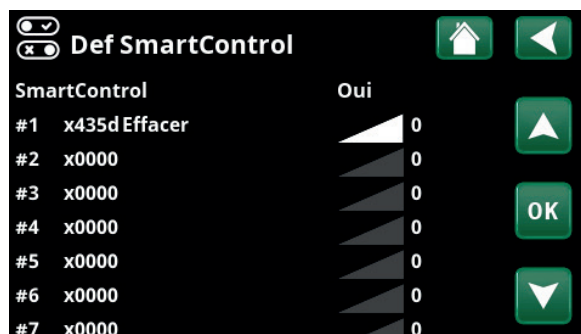 Def SmartControl
SmartControl Oui
#1 x435d Effacer 0
#2 x0000 0
#3 x0000 0
#4 x0000 0
OK
#5 x0000 0
#6 x0000 0
#7 x0000 0